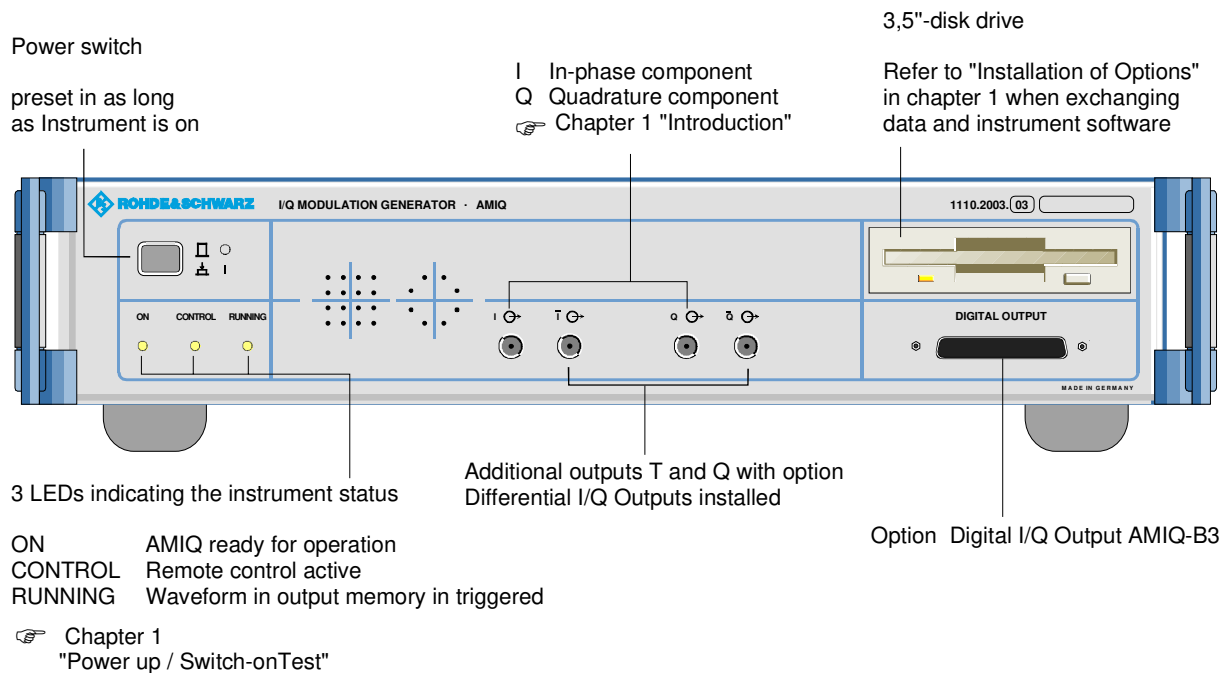 3,5"-disk drive
Power switch
I In-phase component
Q Quadrature component
☞ Chapter 1 "Introduction"
Refer to "Installation of Options"
in chapter 1 when exchanging
data and instrument software
preset in as long
as Instrument is on
ROHDE&SCHWARZ I/Q MODULATION GENERATOR · AMIQ 1110.2003. 03
I
ON CONTROL RUNNING
I Ī Q Q̄
DIGITAL OUTPUT
MADE IN GERMANY
3 LEDs indicating the instrument status
ON AMIQ ready for operation
CONTROL Remote control active
RUNNING Waveform in output memory in triggered
☞ Chapter 1
"Power up / Switch-onTest"
Additional outputs T and Q with option
Differential I/Q Outputs installed
Option Digital I/Q Output AMIQ-B3